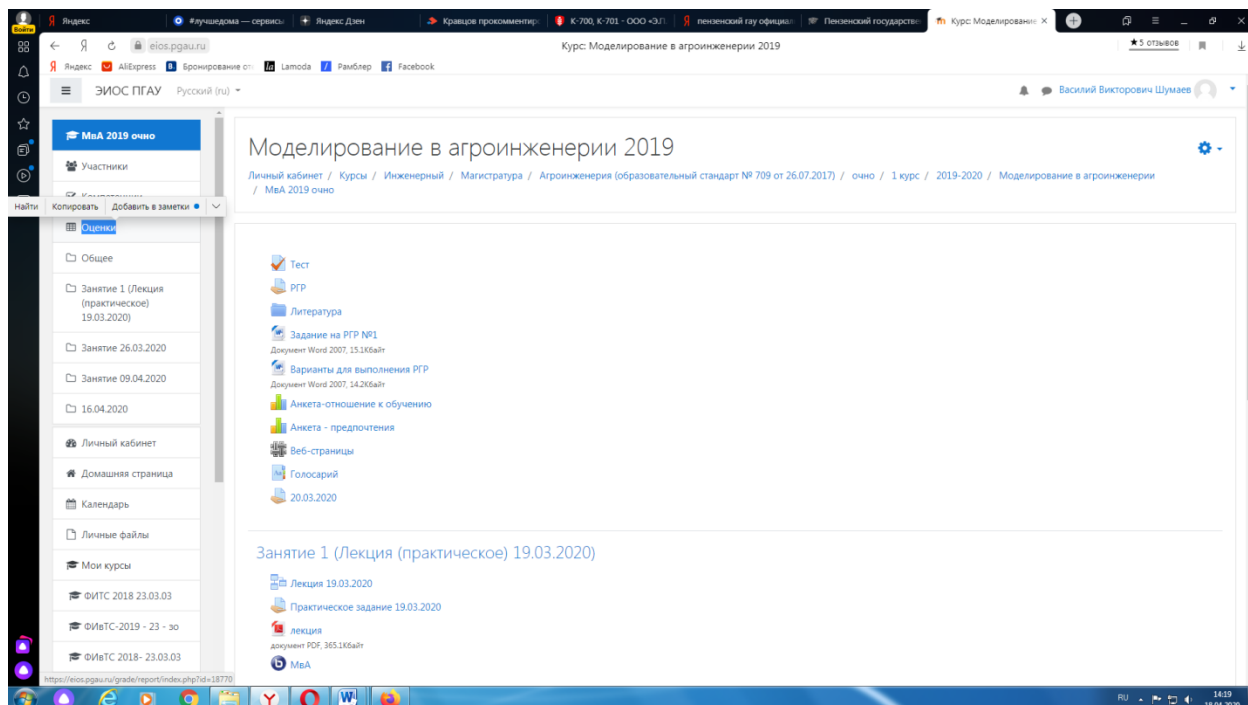 Яндекс
#лучшедома — сервисы
Яндекс Дзен
Кравцов прокомментир
К-700, К-701 - ООО «Э.П.
пензенский гау официал
Пензенский государстве
Курс: Моделирование
Войти
eios.pgau.ru
Курс: Моделирование в агроинженерии 2019
★ 5 отзывов
Яндекс
AliExpress
Бронирование от
Lamoda
Рамблер
Facebook
ЭИОС ПГАУ
Русский (ru)
Василий Викторович Шумаев
МвА 2019 очно
Участники
Компетенции
Найти
Копировать
Добавить в заметки
Оценки
Общее
Занятие 1 (Лекция
(практическое)
19.03.2020)
Занятие 26.03.2020
Занятие 09.04.2020
16.04.2020
Личный кабинет
Домашняя страница
Календарь
Личные файлы
Мои курсы
ФИТС 2018 23.03.03
ФИвТС-2019 - 23 - зо
ФИвТС 2018- 23.03.03
Моделирование в агроинженерии 2019
Личный кабинет / Курсы / Инженерный / Магистратура / Агроинженерия (образовательный стандарт № 709 от 26.07.2017) / очно / 1 курс / 2019-2020 / Моделирование в агроинженерии
/ МвА 2019 очно
Тест
РГР
Литература
Задание на РГР №1
Документ Word 2007, 15.1Кбайт
Варианты для выполнения РГР
Документ Word 2007, 14.2Кбайт
Анкета-отношение к обучению
Анкета - предпочтения
Веб-страницы
Голосарий
20.03.2020
Занятие 1 (Лекция (практическое) 19.03.2020)
Лекция 19.03.2020
Практическое задание 19.03.2020
лекция
документ PDF, 365.1Кбайт
МвА
https://eios.pgau.ru/grade/report/index.php?id=18770
RU
14:19